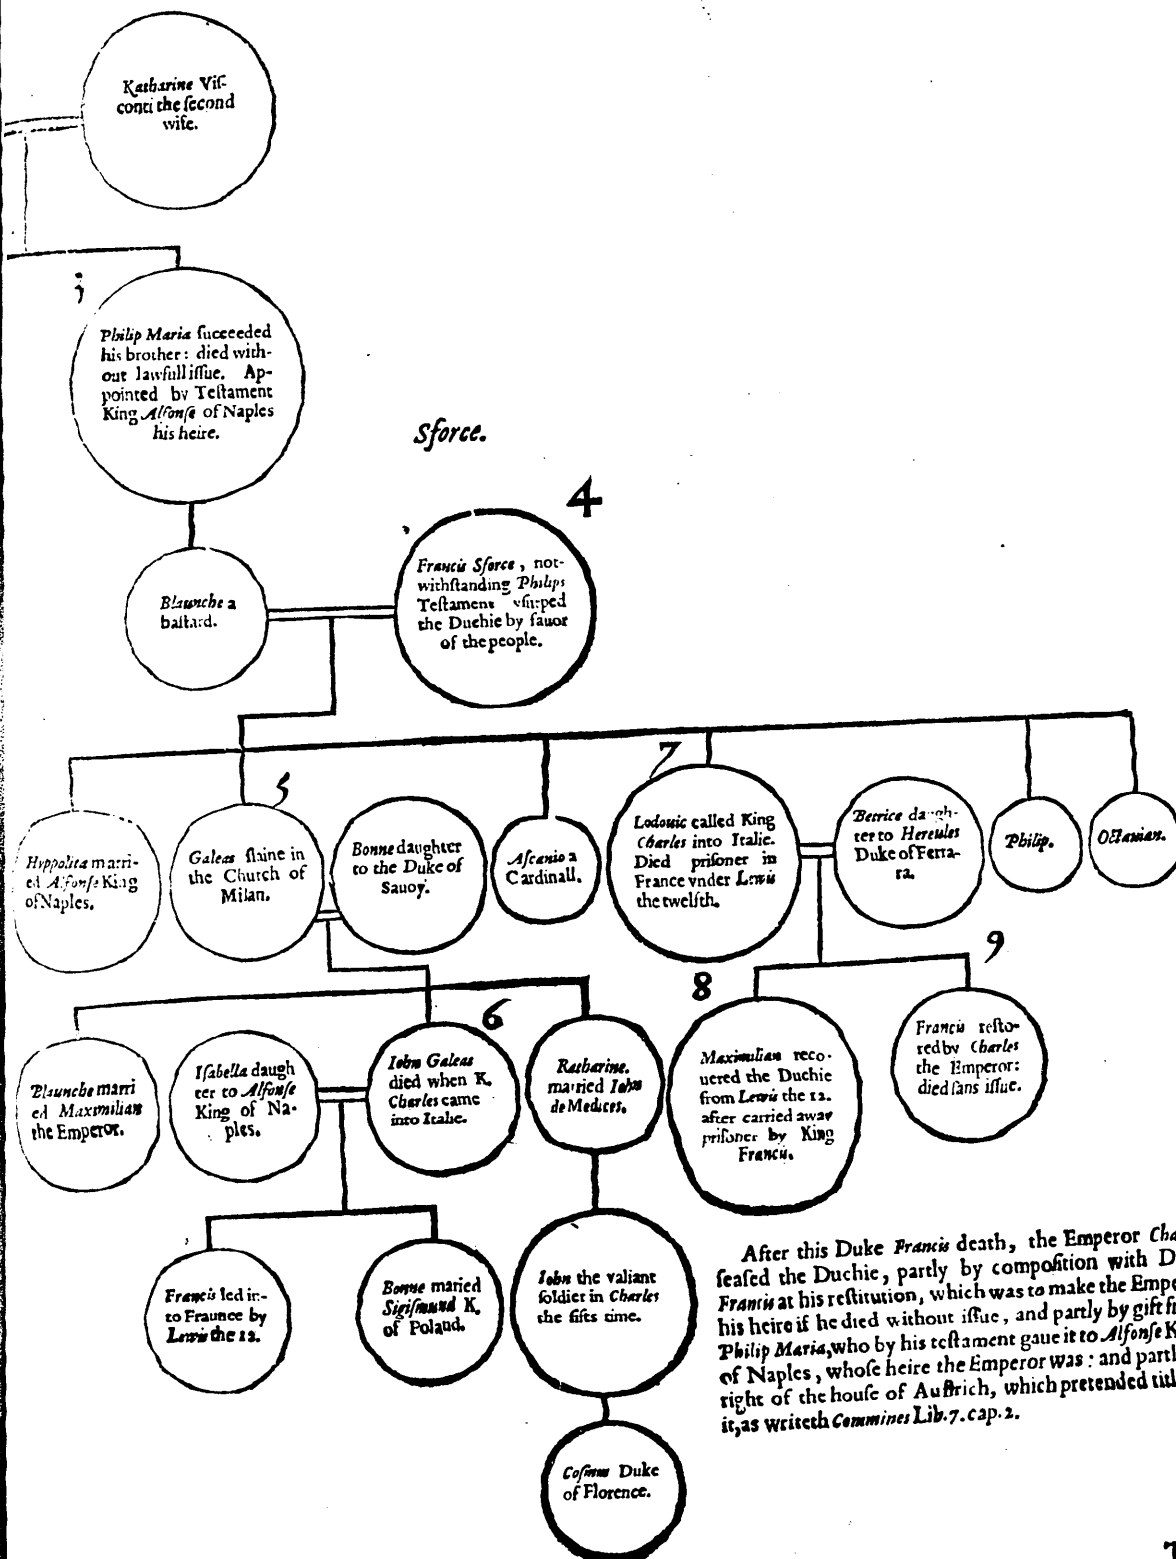 Katharine Viſ-
conti the ſecond
wife.
3
Philip Maria ſucceeded
his brother: died with-
out lawfull iſſue. Ap-
pointed by Teſtament
King Alfonſe of Naples
his heire.
Sforce.
4
Francis Sforce, not-
withſtanding Philips
Teſtament vſurped
the Duchie by fauor
of the people.
Blaunche a
baſtard.
Hippolita marri-
ed Alfonſe King
of Naples.
5
Galeas ſlaine in
the Church of
Milan.
Bonne daughter
to the Duke of
Sauoy.
Aſcanio a
Cardinall.
7
Lodouic called King
Charles into Italie.
Died priſoner in
France vnder Lewis
the twelfth.
Betrice daugh-
ter to Hercules
Duke of Ferra-
ra.
Philip.
Octauian.
Blaunche marri
ed Maximilian
the Emperor.
Iſabella daugh
ter to Alfonſe
King of Na-
ples.
6
Iohn Galeas
died when K.
Charles came
into Italie.
Katharine.
married Iohn
de Medices.
8
Maximilian reco-
uered the Duchie
from Lewis the 12.
after carried away
priſoner by King
Francis.
9
Francis reſto-
red by Charles
the Emperor:
died ſans iſſue.
Francis led in-
to Fraunce by
Lewis the 12.
Bonne maried
Sigiſmund K.
of Poland.
Iohn the valiant
ſoldier in Charles
the fifts time.
Coſmus Duke
of Florence.
After this Duke Francis death, the Emperor Cha
ſeaſed the Duchie, partly by compoſition with D
Francis at his reſtitution, which was to make the Empe
his heire if he died without iſſue, and partly by gift fr
Philip Maria, who by his teſtament gaue it to Alfonſe K
of Naples, whoſe heire the Emperor was: and partl
right of the houſe of Auſtrich, which pretended titl
it, as writeth Commines Lib. 7. cap. 2.